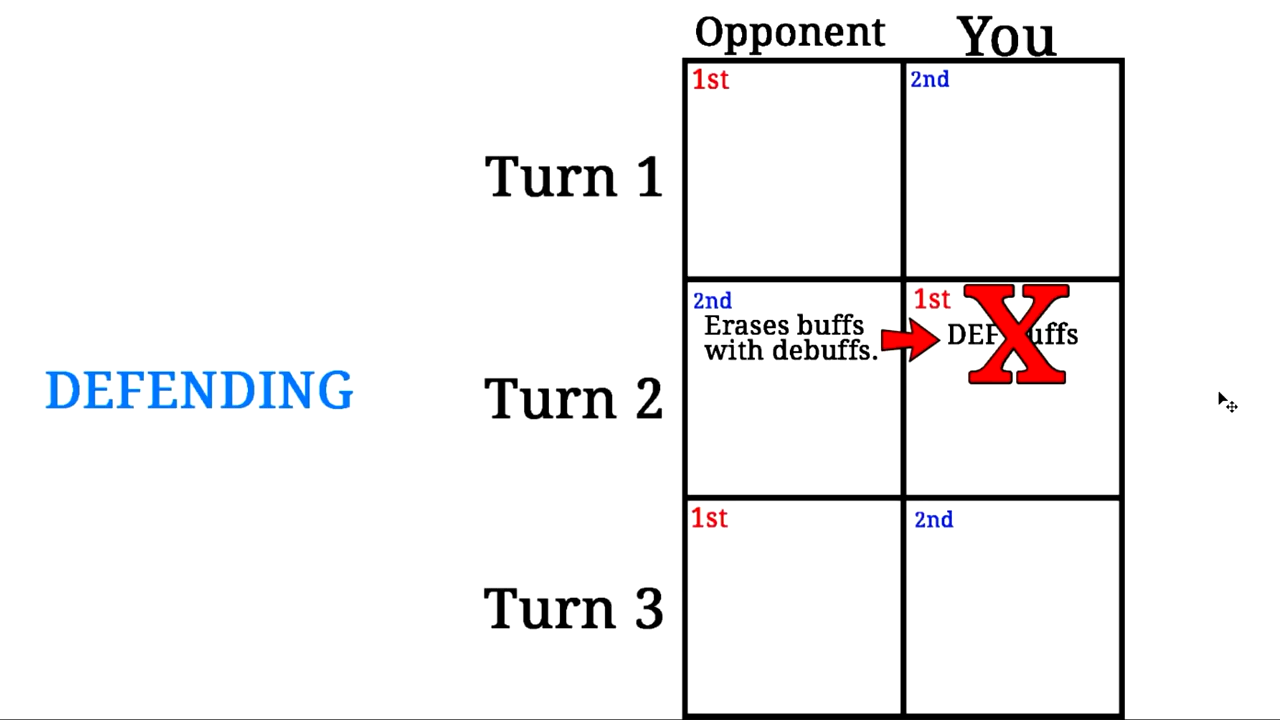 Opponent You
1st 2nd
Turn 1
2nd 1st
Erases buffs
with debuffs.
DEF uffs
DEFENDING
Turn 2
1st 2nd
Turn 3